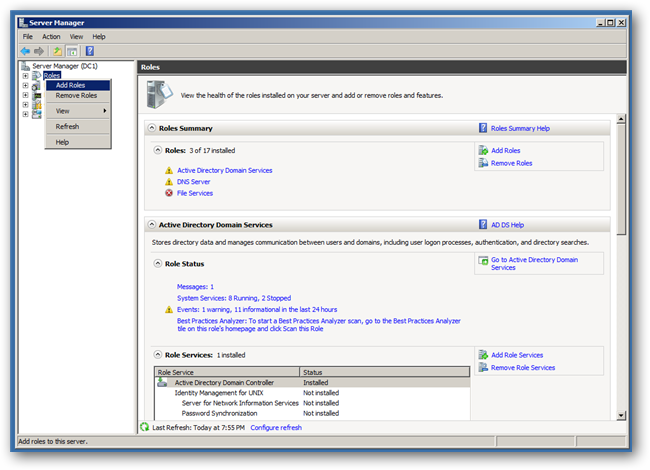 Server Manager
File Action View Help
Server Manager (DC1)
Roles
Add Roles
Remove Roles
View
Refresh
Help
Roles
View the health of the roles installed on your server and add or remove roles and features.
Roles Summary
Roles Summary Help
Roles: 3 of 17 installed
Add Roles
Remove Roles
Active Directory Domain Services
DNS Server
File Services
Active Directory Domain Services
AD DS Help
Stores directory data and manages communication between users and domains, including user logon processes, authentication, and directory searches.
Role Status
Go to Active Directory Domain
Services
Messages: 1
System Services: 8 Running, 2 Stopped
Events: 1 warning, 11 informational in the last 24 hours
Best Practices Analyzer: To start a Best Practices Analyzer scan, go to the Best Practices Analyzer
tile on this role's homepage and click Scan this Role
Role Services: 1 installed
Add Role Services
Remove Role Services
Role Service Status
Active Directory Domain Controller Installed
Identity Management for UNIX Not installed
Server for Network Information Services Not installed
Password Synchronization Not installed
Last Refresh: Today at 7:55 PM Configure refresh
Add roles to this server.